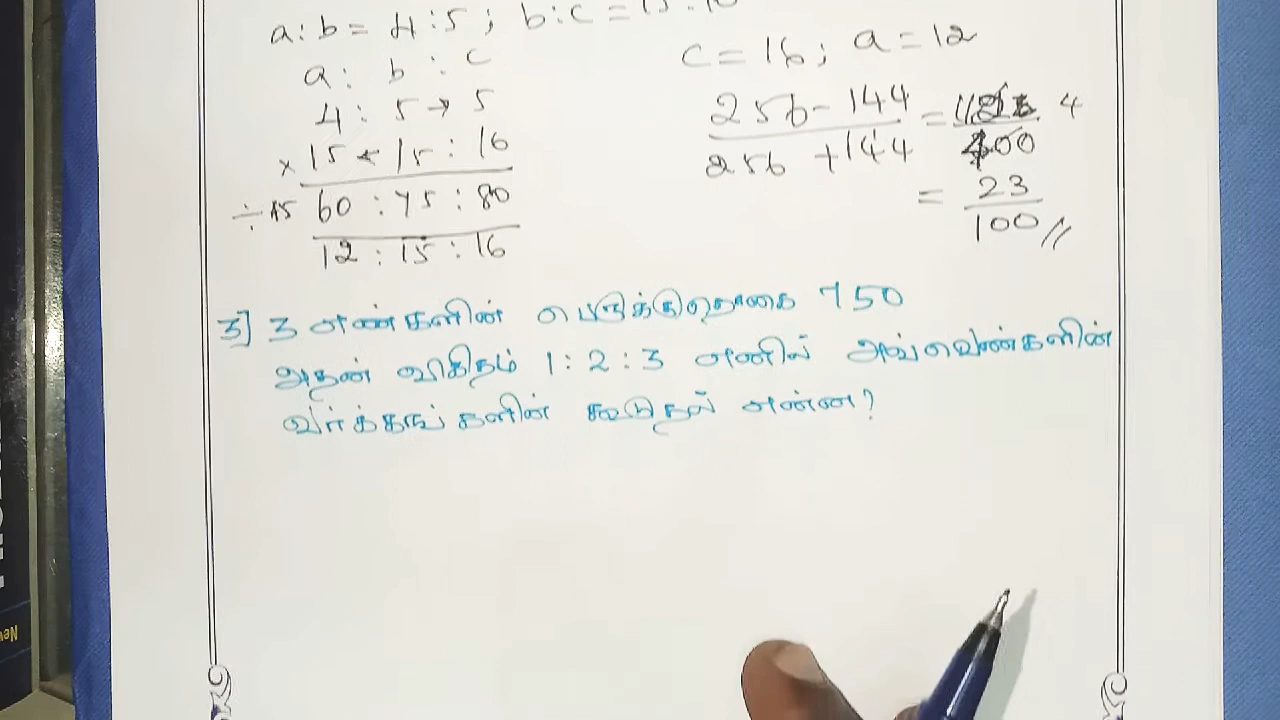 a : b = 4 : 5 ; b : c = 15 : 16
a : b : c
4 : 5 → 5
× 15 ← 15 : 16
÷ 15 60 : 75 : 80
12 : 15 : 16
c = 16 ; a = 12
256 - 144 = 4
256 + 144 400
= 23
100 //
3] 3 எண்களின் பெருக்குதொகை 750
அதன் விகிதம் 1 : 2 : 3 எனில் அவ்வெண்களின்
வர்க்கங்களின் கூடுதல் என்ன?